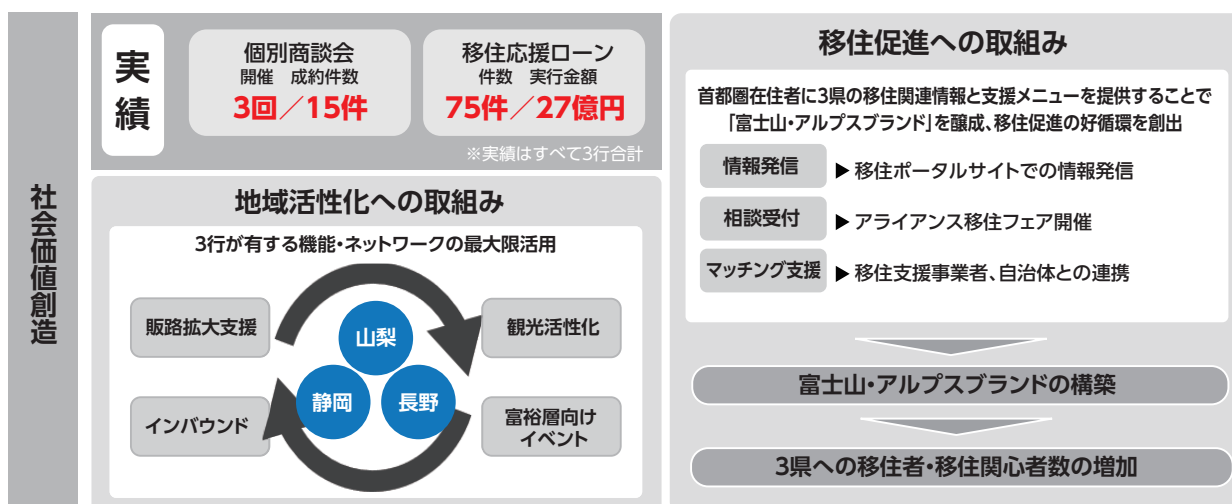 社会価値創造
実績
個別商談会
開催 成約件数
3回／15件
移住応援ローン
件数 実行金額
75件／27億円
※実績はすべて3行合計
地域活性化への取組み
3行が有する機能・ネットワークの最大限活用
販路拡大支援
観光活性化
山梨
静岡
長野
インバウンド
富裕層向け
イベント
移住促進への取組み
首都圏在住者に3県の移住関連情報と支援メニューを提供することで
「富士山・アルプスブランド」を醸成、移住促進の好循環を創出
情報発信 ▶ 移住ポータルサイトでの情報発信
相談受付 ▶ アライアンス移住フェア開催
マッチング支援 ▶ 移住支援事業者、自治体との連携
富士山・アルプスブランドの構築
3県への移住者・移住関心者数の増加